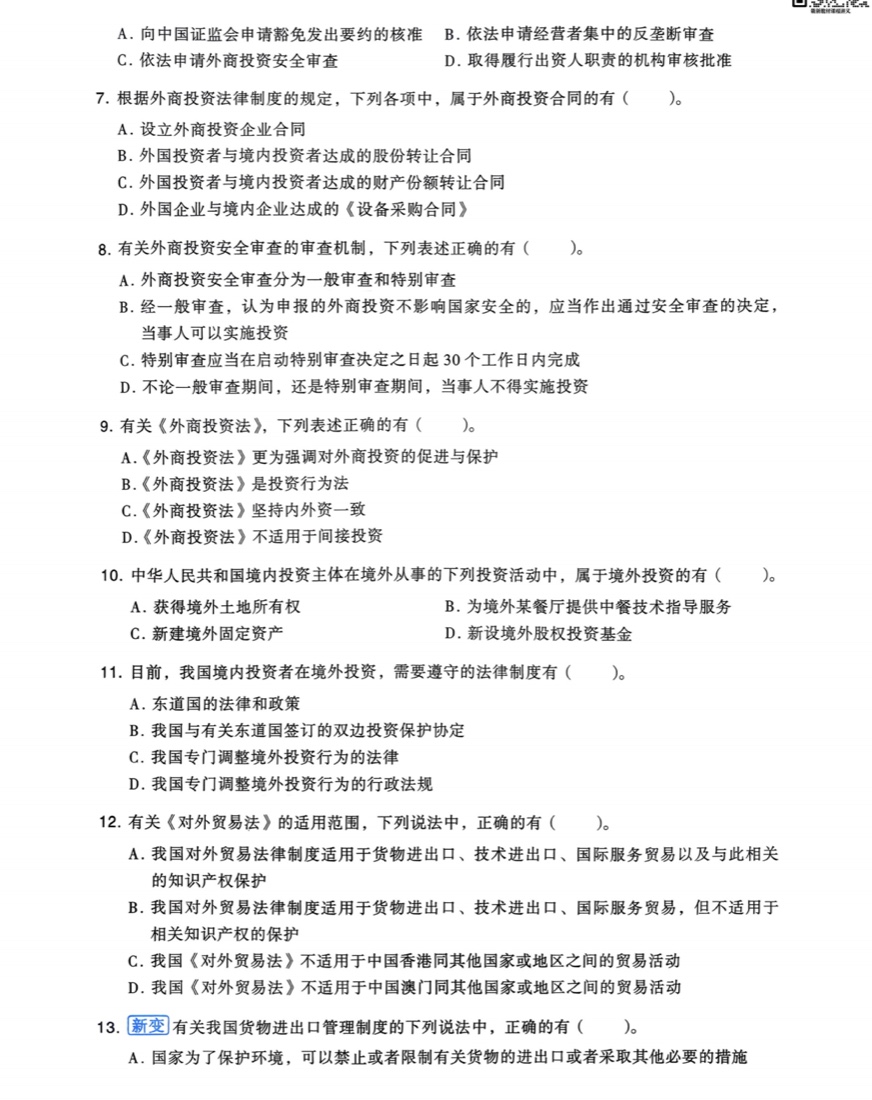 A. 向中国证监会申请豁免发出要约的核准 B. 依法申请经营者集中的反垄断审查
C. 依法申请外商投资安全审查 D. 取得履行出资人职责的机构审核批准
7. 根据外商投资法律制度的规定，下列各项中，属于外商投资合同的有（ ）。
A. 设立外商投资企业合同
B. 外国投资者与境内投资者达成的股份转让合同
C. 外国投资者与境内投资者达成的财产份额转让合同
D. 外国企业与境内企业达成的《设备采购合同》
8. 有关外商投资安全审查的审查机制，下列表述正确的有（ ）。
A. 外商投资安全审查分为一般审查和特别审查
B. 经一般审查，认为申报的外商投资不影响国家安全的，应当作出通过安全审查的决定，
当事人可以实施投资
C. 特别审查应当在启动特别审查决定之日起 30 个工作日内完成
D. 不论一般审查期间，还是特别审查期间，当事人不得实施投资
9. 有关《外商投资法》，下列表述正确的有（ ）。
A.《外商投资法》更为强调对外商投资的促进与保护
B.《外商投资法》是投资行为法
C.《外商投资法》坚持内外资一致
D.《外商投资法》不适用于间接投资
10. 中华人民共和国境内投资主体在境外从事的下列投资活动中，属于境外投资的有（ ）。
A. 获得境外土地所有权 B. 为境外某餐厅提供中餐技术指导服务
C. 新建境外固定资产 D. 新设境外股权投资基金
11. 目前，我国境内投资者在境外投资，需要遵守的法律制度有（ ）。
A. 东道国的法律和政策
B. 我国与有关东道国签订的双边投资保护协定
C. 我国专门调整境外投资行为的法律
D. 我国专门调整境外投资行为的行政法规
12. 有关《对外贸易法》的适用范围，下列说法中，正确的有（ ）。
A. 我国对外贸易法律制度适用于货物进出口、技术进出口、国际服务贸易以及与此相关
的知识产权保护
B. 我国对外贸易法律制度适用于货物进出口、技术进出口、国际服务贸易，但不适用于
相关知识产权的保护
C. 我国《对外贸易法》不适用于中国香港同其他国家或地区之间的贸易活动
D. 我国《对外贸易法》不适用于中国澳门同其他国家或地区之间的贸易活动
13. 新变 有关我国货物进出口管理制度的下列说法中，正确的有（ ）。
A. 国家为了保护环境，可以禁止或者限制有关货物的进出口或者采取其他必要的措施